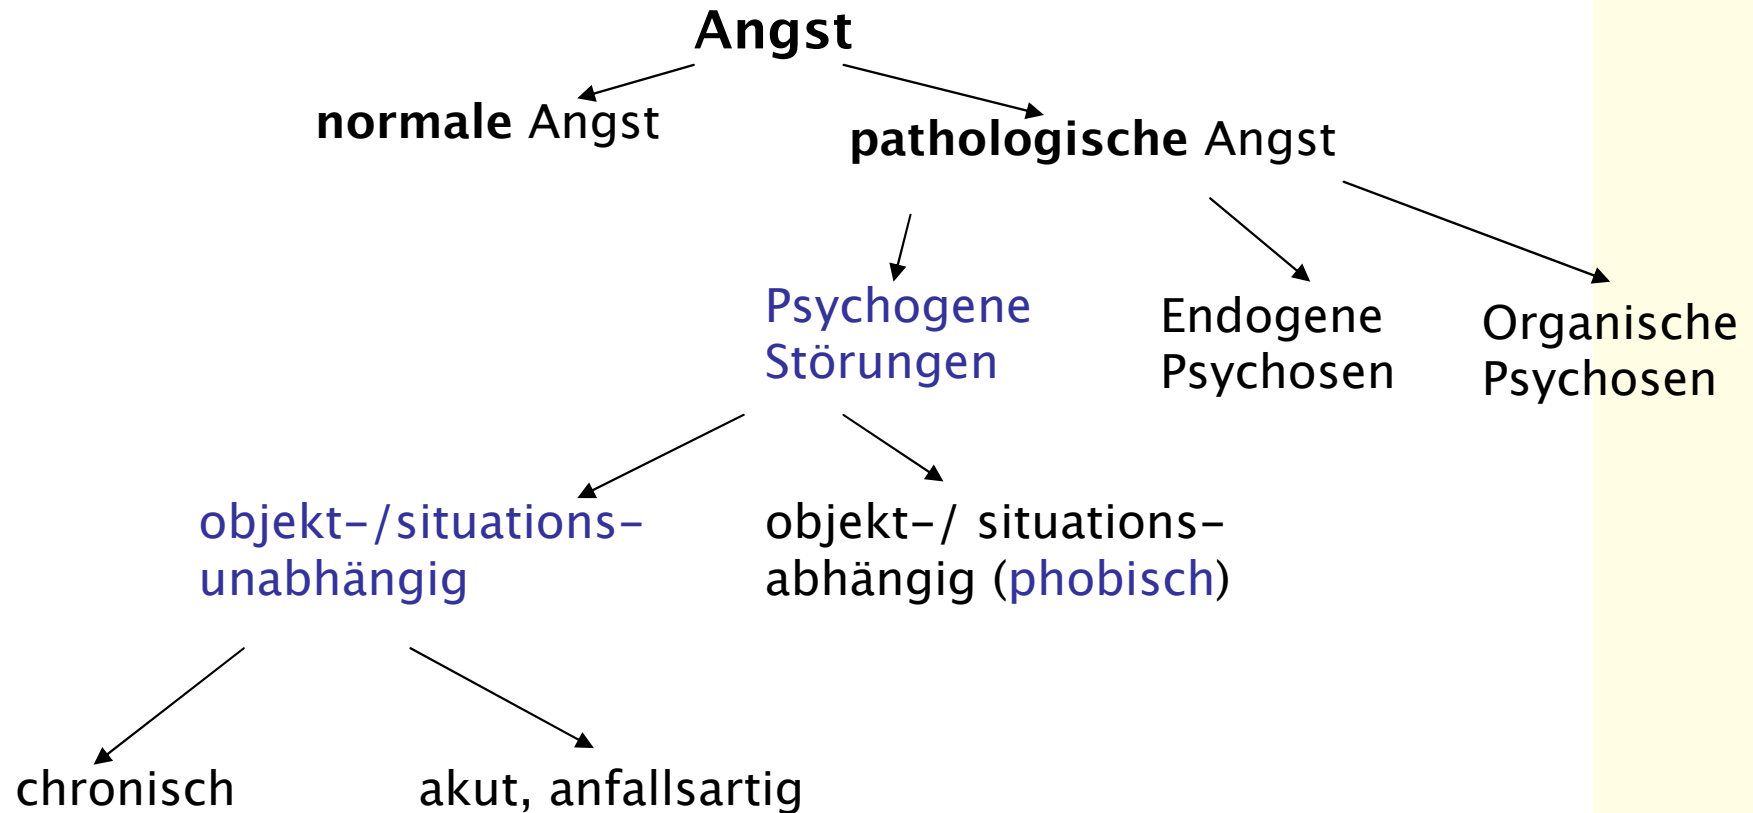 Angst
normale Angst
pathologische Angst
Psychogene
Störungen
Endogene
Psychosen
Organische
Psychosen
objekt-/situations-
unabhängig
objekt-/ situations-
abhängig (phobisch)
chronisch
akut, anfallsartig